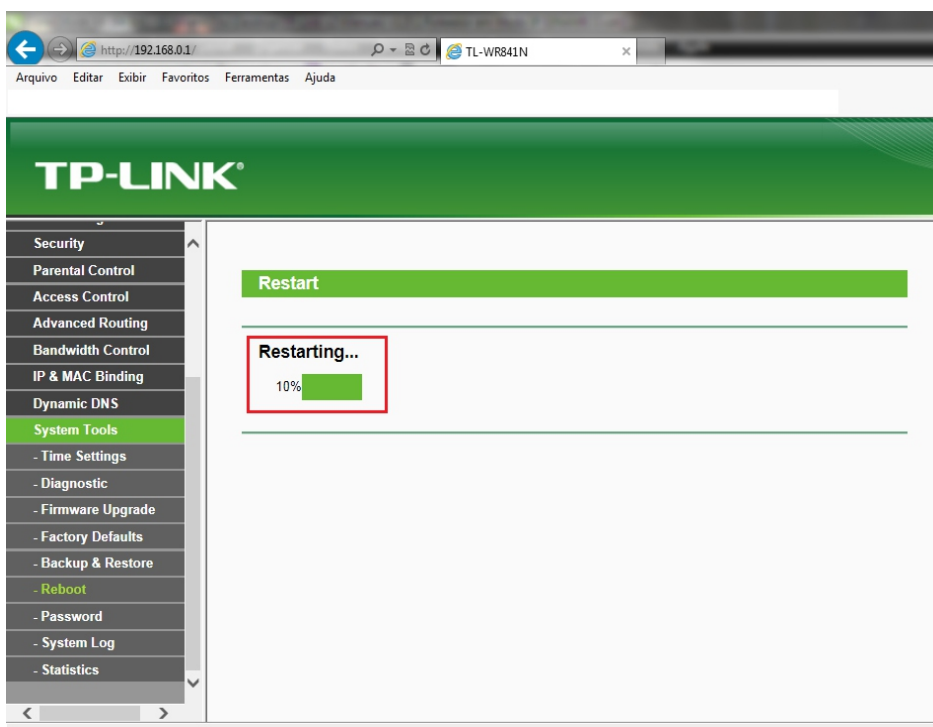 http://192.168.0.1/
TL-WR841N
Arquivo Editar Exibir Favoritos Ferramentas Ajuda
TP-LINK®
Security
Parental Control
Access Control
Advanced Routing
Bandwidth Control
IP & MAC Binding
Dynamic DNS
System Tools
- Time Settings
- Diagnostic
- Firmware Upgrade
- Factory Defaults
- Backup & Restore
- Reboot
- Password
- System Log
- Statistics
Restart
Restarting...
10%